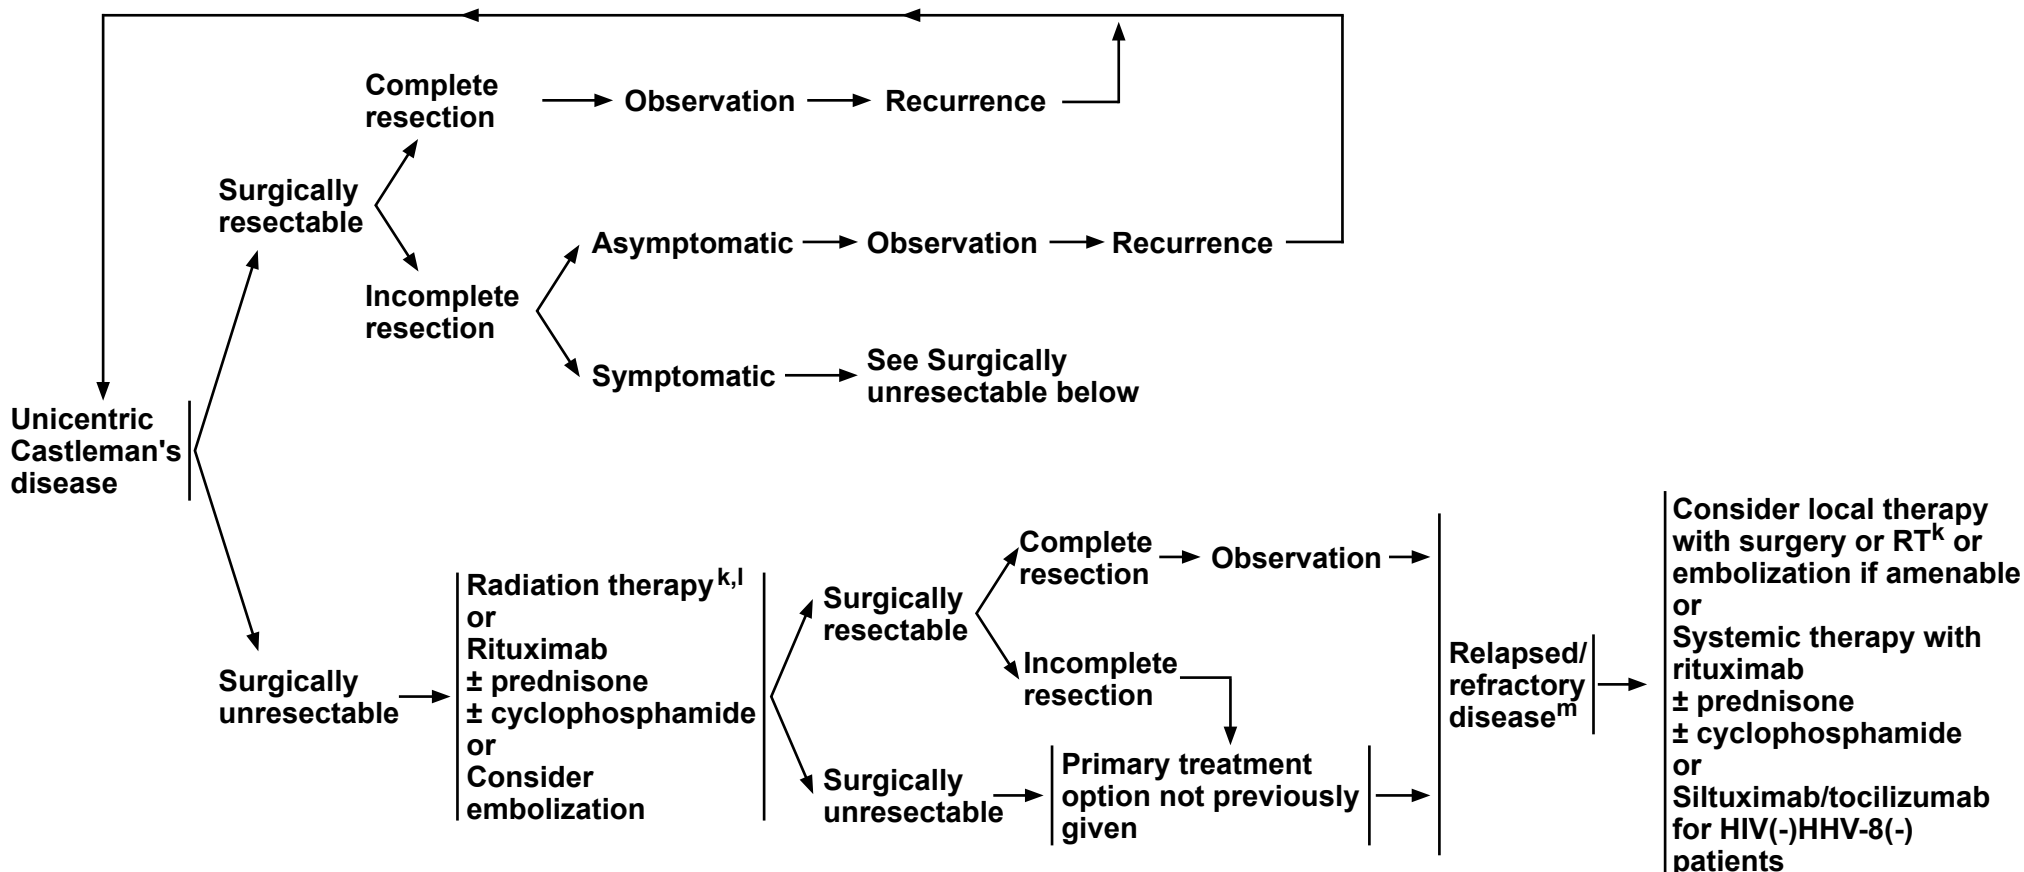 Complete
resection
Observation
Recurrence
Surgically
resectable
Asymptomatic
Observation
Recurrence
Incomplete
resection
Symptomatic
See Surgically
unresectable below
Unicentric
Castleman's
disease
Surgically
unresectable
Radiation therapy k,l
or
Rituximab
± prednisone
± cyclophosphamide
or
Consider
embolization
Surgically
resectable
Complete
resection
Observation
Incomplete
resection
Surgically
unresectable
Primary treatment
option not previously
given
Relapsed/
refractory
disease m
Consider local therapy
with surgery or RT k or
embolization if amenable
or
Systemic therapy with
rituximab
± prednisone
± cyclophosphamide
or
Siltuximab/tocilizumab
for HIV(-)HHV-8(-)
patients